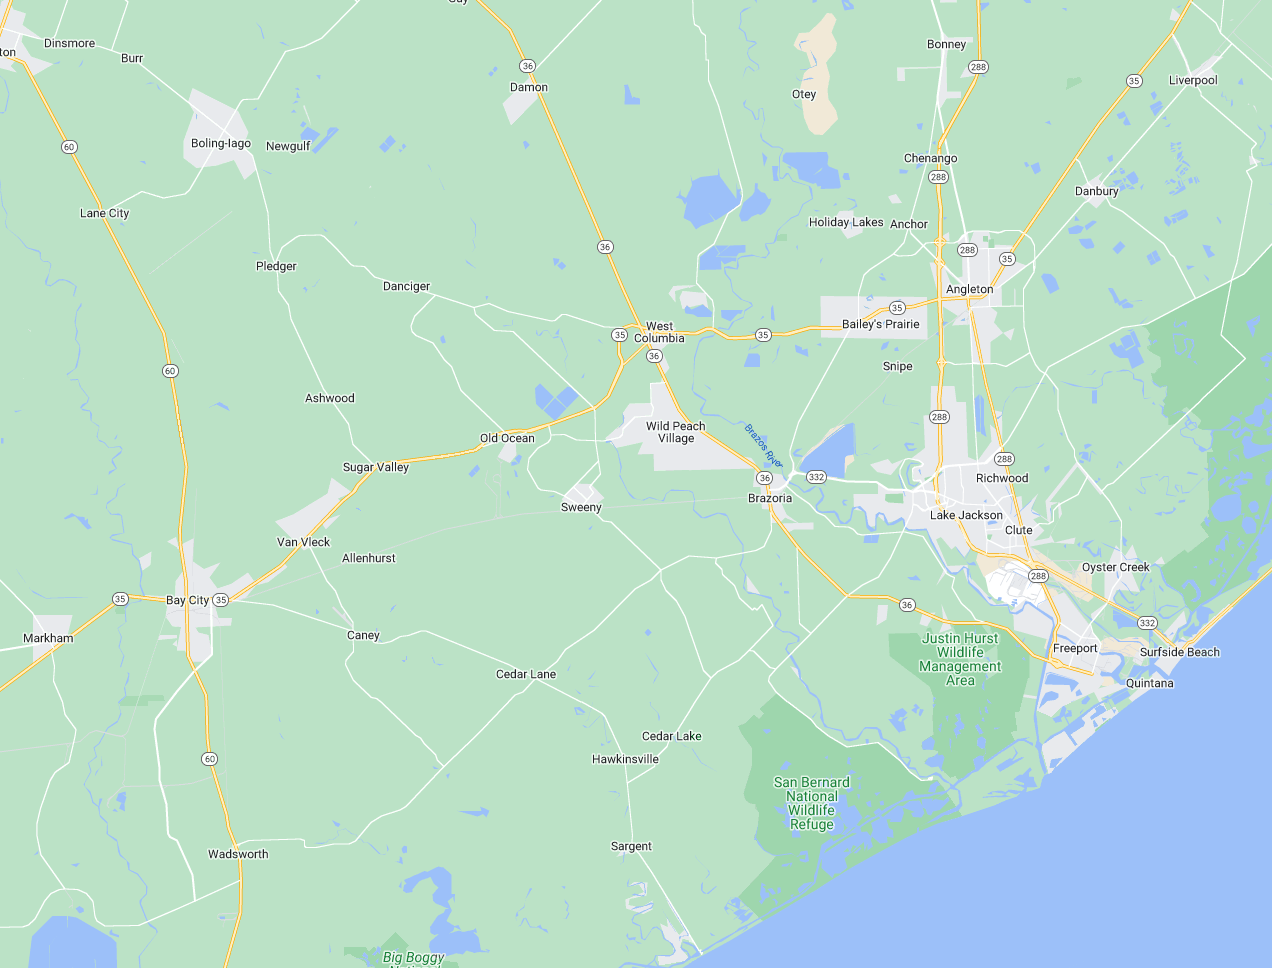 Dinsmore
Burr
Bonney
288
35
Liverpool
36
Damon
Otey
60
Boling-Iago
Newgulf
Chenango
288
Danbury
Lane City
Holiday Lakes
Anchor
36
288
35
Pledger
Danciger
Angleton
35
Bailey's Prairie
West
Columbia
35
35
36
Snipe
60
Ashwood
288
Wild Peach
Village
Brazos River
Old Ocean
Sugar Valley
288
Richwood
36
332
Brazoria
Sweeny
Lake Jackson
Clute
Van Vleck
Allenhurst
Oyster Creek
288
Bay City
35
35
36
332
Markham
Caney
Justin Hurst
Wildlife
Management
Area
Freeport
Surfside Beach
Quintana
Cedar Lane
Cedar Lake
Hawkinsville
60
San Bernard
National
Wildlife
Refuge
Sargent
Wadsworth
Big Boggy